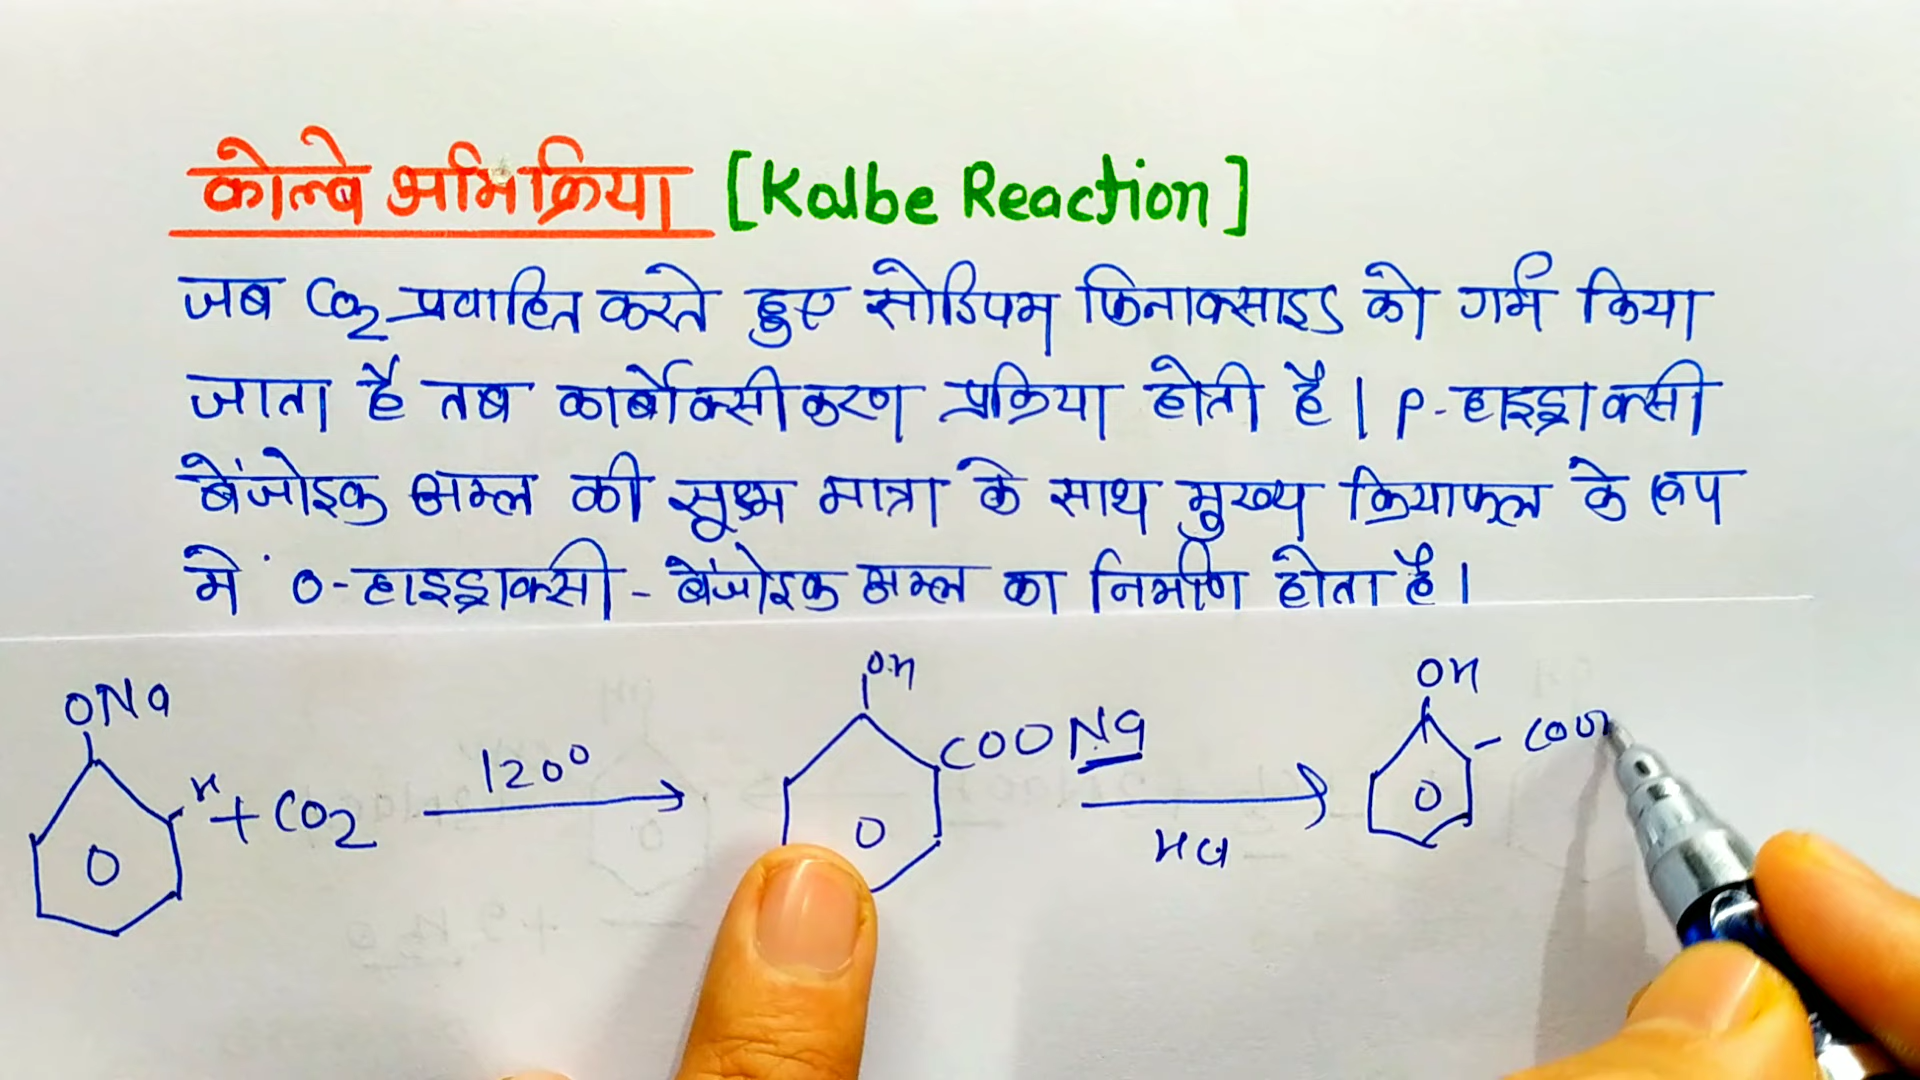 कोल्बे अभिक्रिया [Kolbe Reaction]
जब CO2 प्रवाहित करते हुए सोडियम फिनाक्साइड को गर्म किया
जाता है तब कार्बोक्सीकरण प्रक्रिया होती है। p-हाइड्राक्सी
बेंजोइक अम्ल की सूक्ष्म मात्रा के साथ मुख्य क्रियाफल के रूप
में o-हाइड्राक्सी-बेंजोइक अम्ल का निर्माण होता है।
ONa
H + CO2
120°
OH
COONa
HCl
OH
COOH